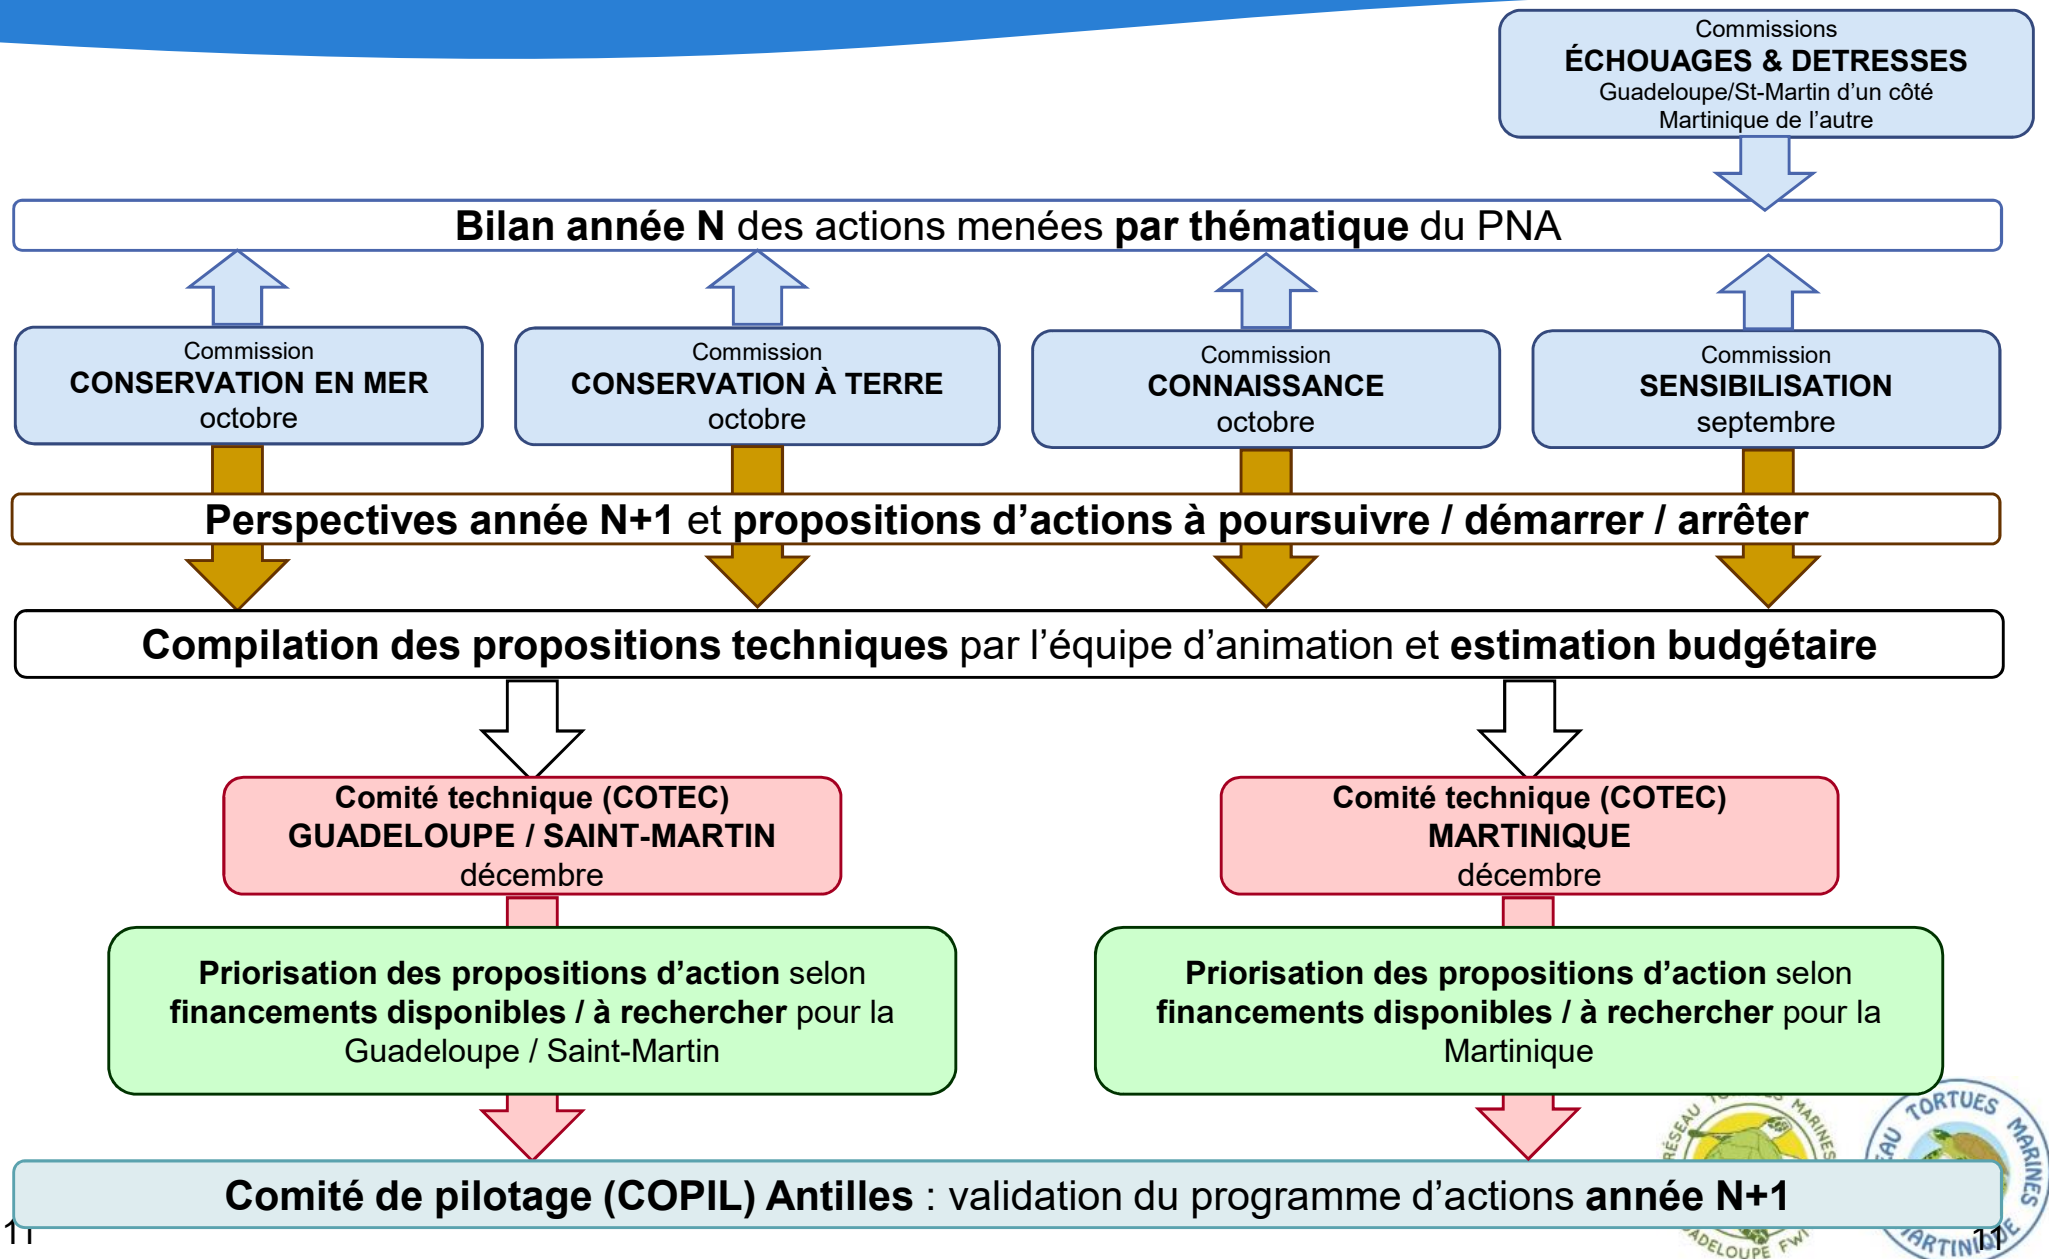 Commissions
ÉCHOUAGES & DETRESSES
Guadeloupe/St-Martin d’un côté
Martinique de l’autre
Bilan année N des actions menées par thématique du PNA
Commission
CONSERVATION EN MER
octobre
Commission
CONSERVATION À TERRE
octobre
Commission
CONNAISSANCE
octobre
Commission
SENSIBILISATION
septembre
Perspectives année N+1 et propositions d’actions à poursuivre / démarrer / arrêter
Compilation des propositions techniques par l’équipe d’animation et estimation budgétaire
Comité technique (COTEC)
GUADELOUPE / SAINT-MARTIN
décembre
Comité technique (COTEC)
MARTINIQUE
décembre
Priorisation des propositions d’action selon
financements disponibles / à rechercher pour la
Guadeloupe / Saint-Martin
Priorisation des propositions d’action selon
financements disponibles / à rechercher pour la
Martinique
Comité de pilotage (COPIL) Antilles : validation du programme d’actions année N+1
RÉSEAU MARINES
FWI
TORTUES MARINES
MARTINIQUE
11